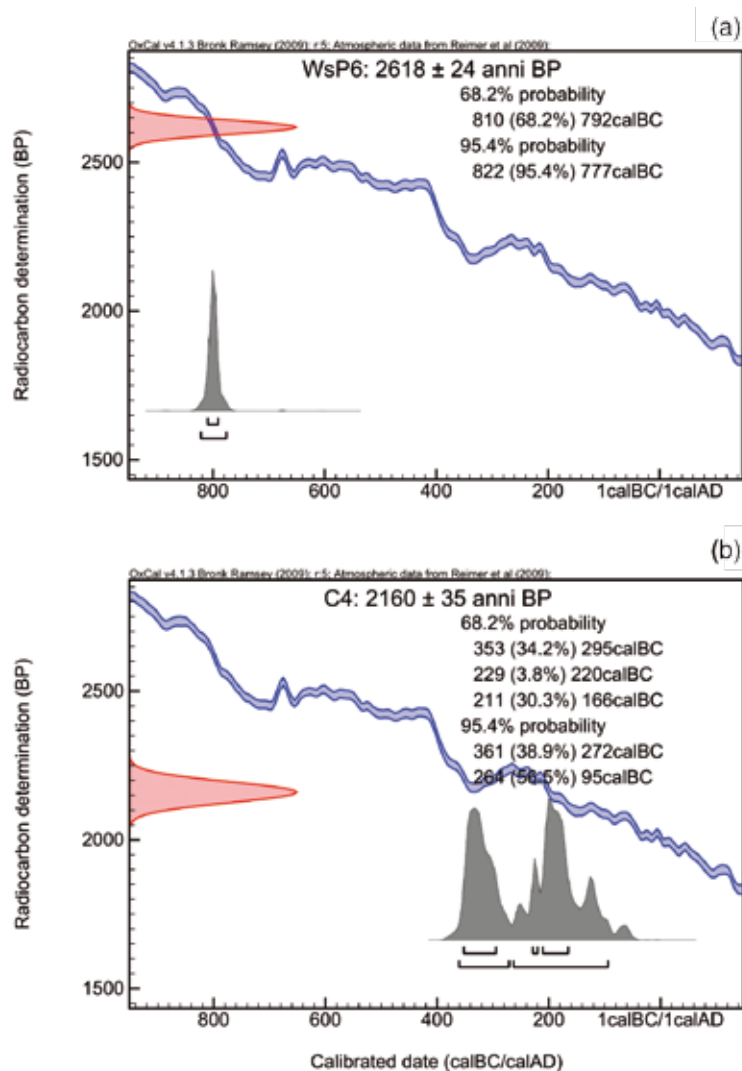 (a)
OxCal v4.1.3 Bronk Ramsey (2009); r:5; Atmospheric data from Reimer et al (2009);
WsP6: 2618 ± 24 anni BP
68.2% probability
810 (68.2%) 792calBC
95.4% probability
822 (95.4%) 777calBC
Radiocarbon determination (BP)
2500
2000
1500
800
600
400
200
1calBC/1calAD
(b)
OxCal v4.1.3 Bronk Ramsey (2009); r:5; Atmospheric data from Reimer et al (2009);
C4: 2160 ± 35 anni BP
68.2% probability
353 (34.2%) 295calBC
229 (3.8%) 220calBC
211 (30.3%) 166calBC
95.4% probability
361 (38.9%) 272calBC
264 (56.5%) 95calBC
Radiocarbon determination (BP)
2500
2000
1500
800
600
400
200
1calBC/1calAD
Calibrated date (calBC/calAD)